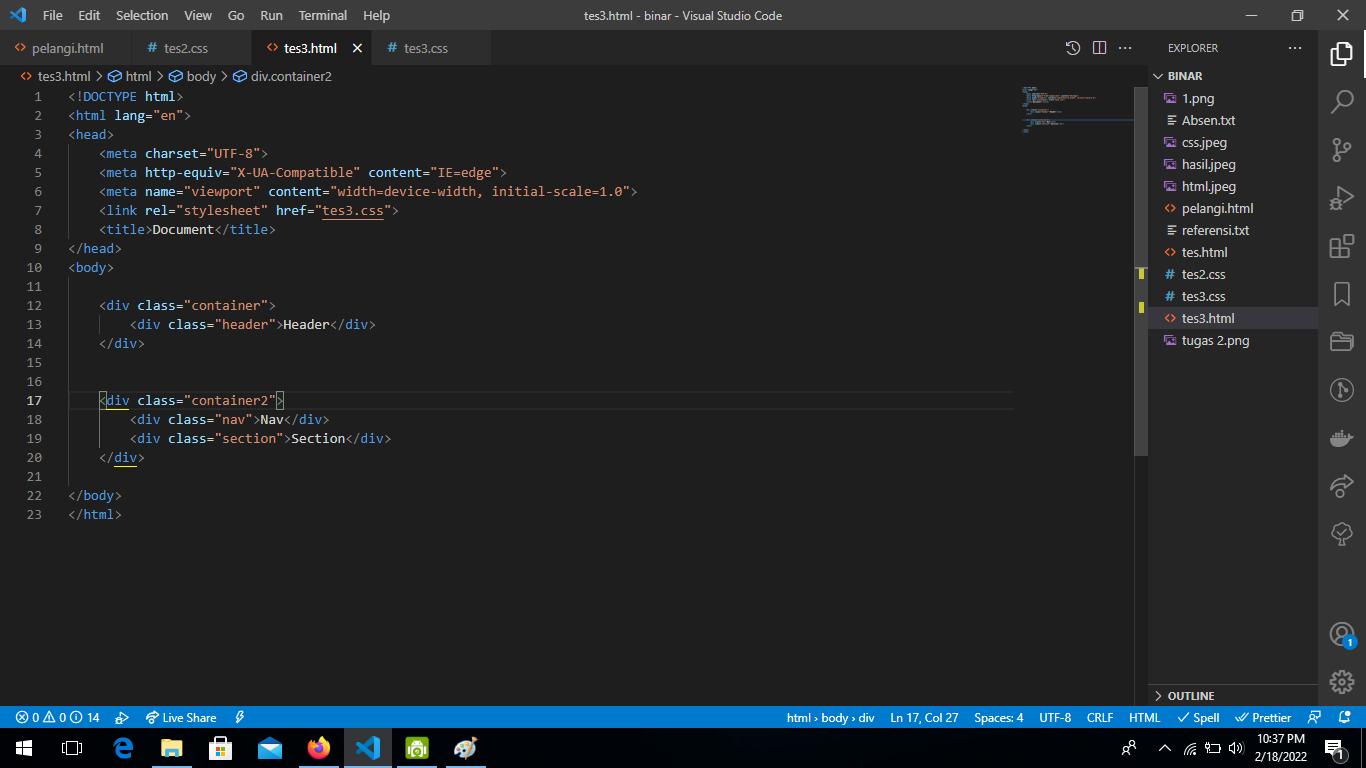 File Edit Selection View Go Run Terminal Help tes3.html - binar - Visual Studio Code
pelangi.html # tes2.css tes3.html # tes3.css
EXPLORER
tes3.html > html > body > div.container2
BINAR
1.png
Absen.txt
css.jpeg
hasil.jpeg
html.jpeg
pelangi.html
referensi.txt
tes.html
# tes2.css
# tes3.css
tes3.html
tugas 2.png
OUTLINE
1 <!DOCTYPE html>
2 <html lang="en">
3 <head>
4 <meta charset="UTF-8">
5 <meta http-equiv="X-UA-Compatible" content="IE=edge">
6 <meta name="viewport" content="width=device-width, initial-scale=1.0">
7 <link rel="stylesheet" href="tes3.css">
8 <title>Document</title>
9 </head>
10 <body>
11
12 <div class="container">
13 <div class="header">Header</div>
14 </div>
15
16
17 <div class="container2">
18 <div class="nav">Nav</div>
19 <div class="section">Section</div>
20 </div>
21
22 </body>
23 </html>
1
0 0 14 Live Share html › body › div Ln 17, Col 27 Spaces: 4 UTF-8 CRLF HTML Spell Prettier
10:37 PM
2/18/2022
1